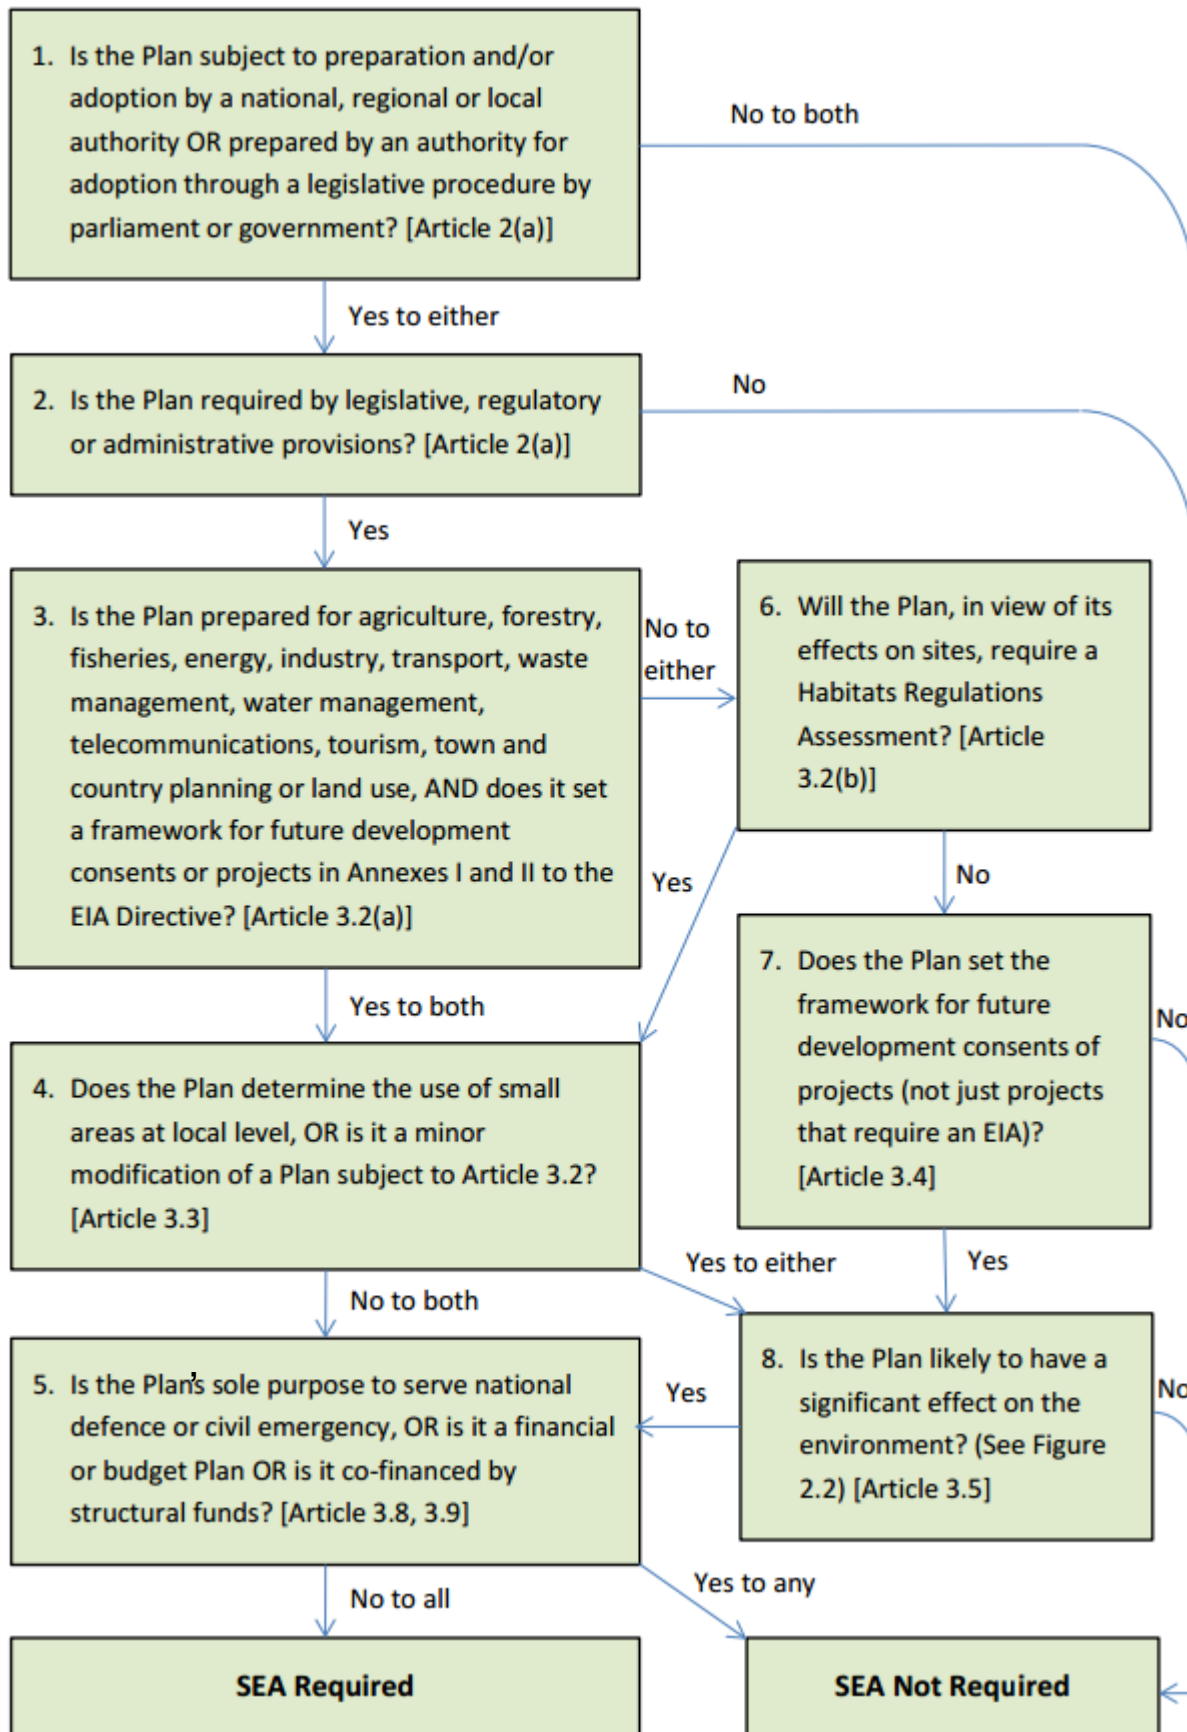 1. Is the Plan subject to preparation and/or
adoption by a national, regional or local
authority OR prepared by an authority for
adoption through a legislative procedure by
parliament or government? [Article 2(a)]
No to both
Yes to either
2. Is the Plan required by legislative, regulatory
or administrative provisions? [Article 2(a)]
No
Yes
3. Is the Plan prepared for agriculture, forestry,
fisheries, energy, industry, transport, waste
management, water management,
telecommunications, tourism, town and
country planning or land use, AND does it set
a framework for future development
consents or projects in Annexes I and II to the
EIA Directive? [Article 3.2(a)]
No to
either
6. Will the Plan, in view of its
effects on sites, require a
Habitats Regulations
Assessment? [Article
3.2(b)]
Yes
No
Yes to both
7. Does the Plan set the
framework for future
development consents of
projects (not just projects
that require an EIA)?
[Article 3.4]
No
4. Does the Plan determine the use of small
areas at local level, OR is it a minor
modification of a Plan subject to Article 3.2?
[Article 3.3]
Yes to either
Yes
No to both
5. Is the Plan's sole purpose to serve national
defence or civil emergency, OR is it a financial
or budget Plan OR is it co-financed by
structural funds? [Article 3.8, 3.9]
Yes
8. Is the Plan likely to have a
significant effect on the
environment? (See Figure
2.2) [Article 3.5]
No
No to all
Yes to any
SEA Required
SEA Not Required